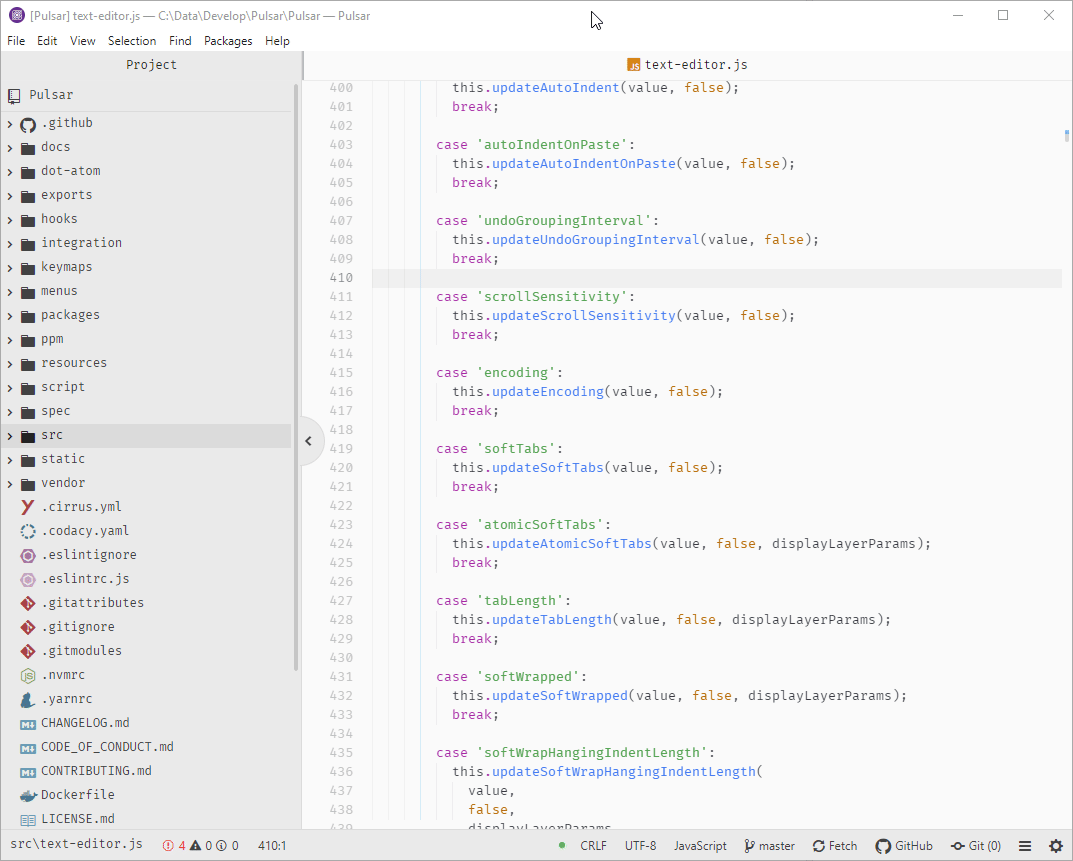 [Pulsar] text-editor.js — C:\Data\Develop\Pulsar\Pulsar — Pulsar
File Edit View Selection Find Packages Help
Project
Pulsar
.github
docs
dot-atom
exports
hooks
integration
keymaps
menus
packages
ppm
resources
script
spec
src
static
vendor
.cirrus.yml
.codacy.yaml
.eslintignore
.eslintrc.js
.gitattributes
.gitignore
.gitmodules
.nvmrc
.yarnrc
CHANGELOG.md
CODE_OF_CONDUCT.md
CONTRIBUTING.md
Dockerfile
LICENSE.md
JS text-editor.js
400 this.updateAutoIndent(value, false);
401 break;
402
403 case 'autoIndentOnPaste':
404 this.updateAutoIndentOnPaste(value, false);
405 break;
406
407 case 'undoGroupingInterval':
408 this.updateUndoGroupingInterval(value, false);
409 break;
410
411 case 'scrollSensitivity':
412 this.updateScrollSensitivity(value, false);
413 break;
414
415 case 'encoding':
416 this.updateEncoding(value, false);
417 break;
418
419 case 'softTabs':
420 this.updateSoftTabs(value, false);
421 break;
422
423 case 'atomicSoftTabs':
424 this.updateAtomicSoftTabs(value, false, displayLayerParams);
425 break;
426
427 case 'tabLength':
428 this.updateTabLength(value, false, displayLayerParams);
429 break;
430
431 case 'softWrapped':
432 this.updateSoftWrapped(value, false, displayLayerParams);
433 break;
434
435 case 'softWrapHangingIndentLength':
436 this.updateSoftWrapHangingIndentLength(
437 value,
438 false,
439 displayLayerParams
src\text-editor.js 4 0 0 410:1 CRLF UTF-8 JavaScript master Fetch GitHub Git (0)